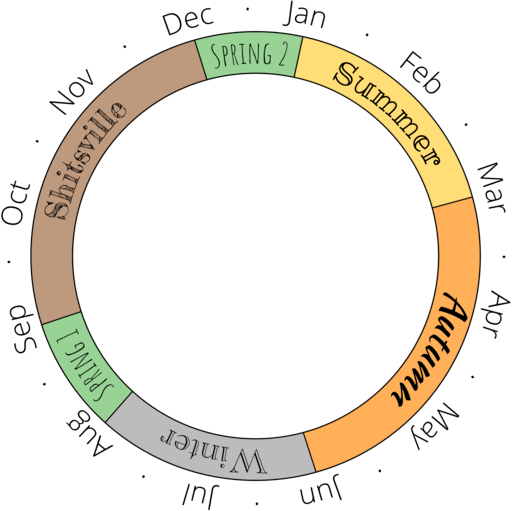 Jan
Feb
Mar
Apr
May
Jun
Jul
Aug
Sep
Oct
Nov
Dec
Spring 2
Summer
Autumn
Winter
Spring 1
Shitsville